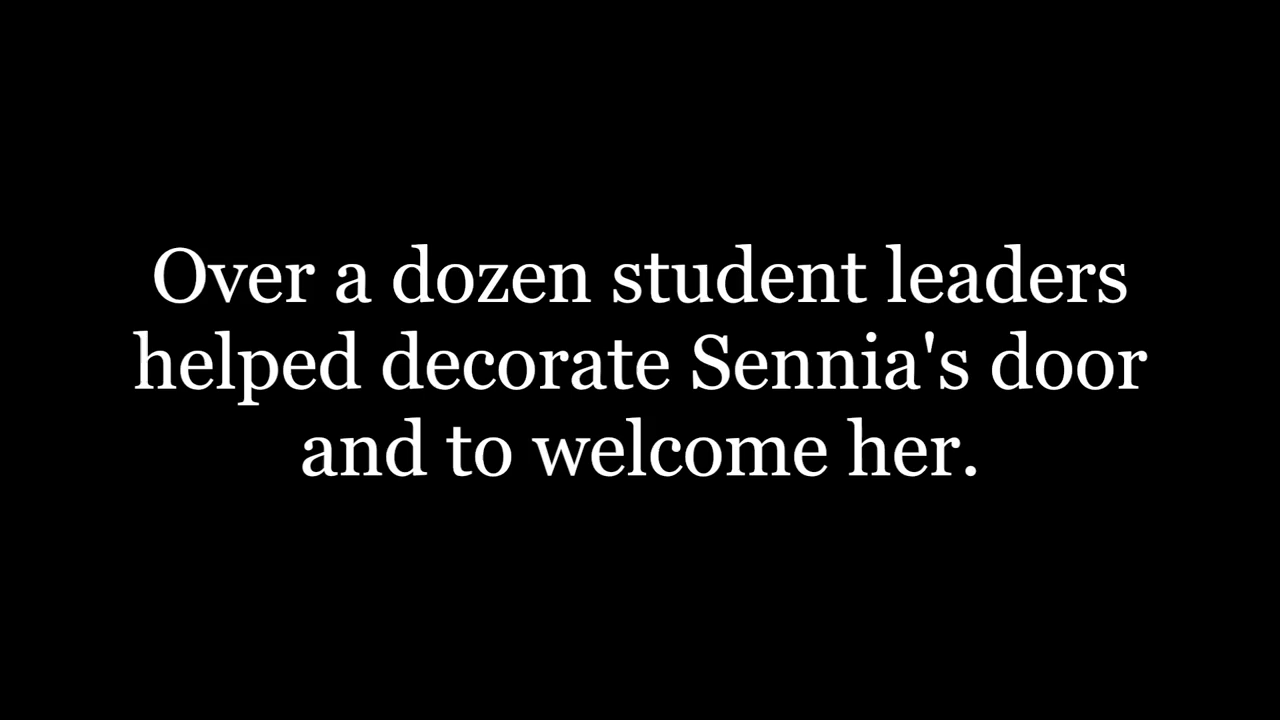 Over a dozen student leaders
helped decorate Sennia's door
and to welcome her.